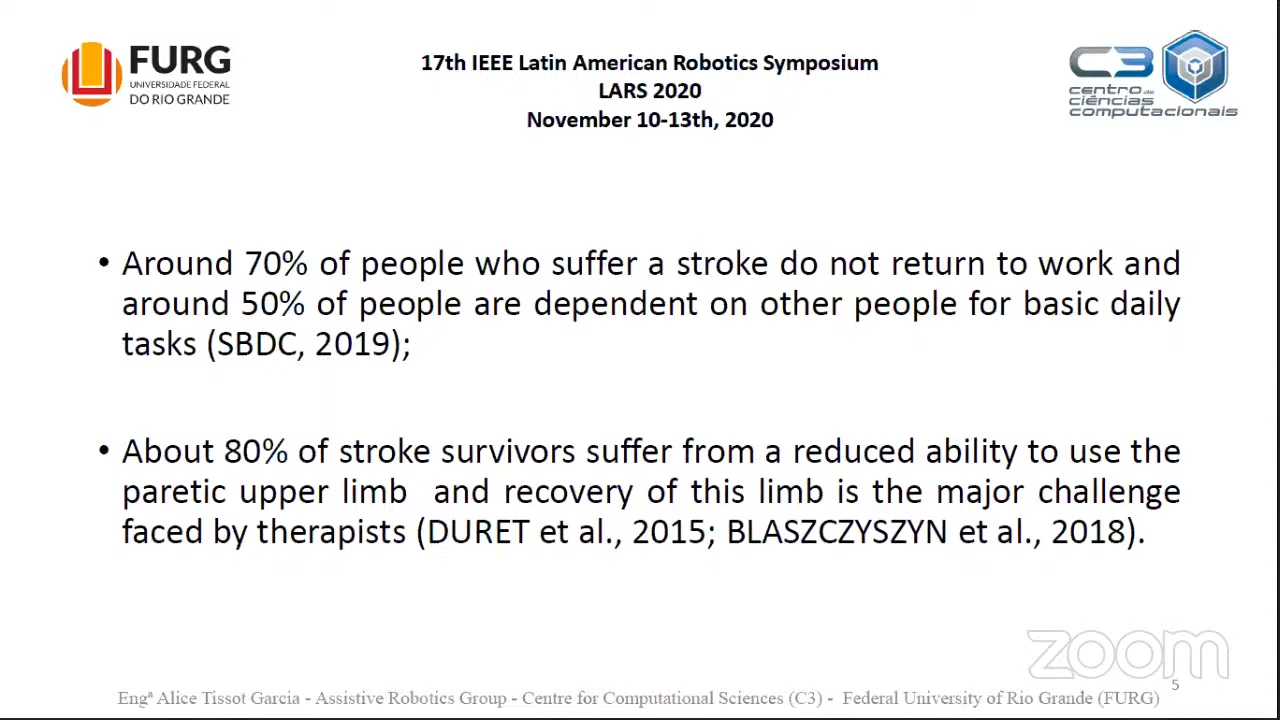 FURG
UNIVERSIDADE FEDERAL
DO RIO GRANDE
17th IEEE Latin American Robotics Symposium
LARS 2020
November 10-13th, 2020
C3
centro de
ciências
computacionais
• Around 70% of people who suffer a stroke do not return to work and
around 50% of people are dependent on other people for basic daily
tasks (SBDC, 2019);
• About 80% of stroke survivors suffer from a reduced ability to use the
paretic upper limb and recovery of this limb is the major challenge
faced by therapists (DURET et al., 2015; BLASZCZYSZYN et al., 2018).
zoom
5
Engª Alice Tissot Garcia - Assistive Robotics Group - Centre for Computational Sciences (C3) - Federal University of Rio Grande (FURG)